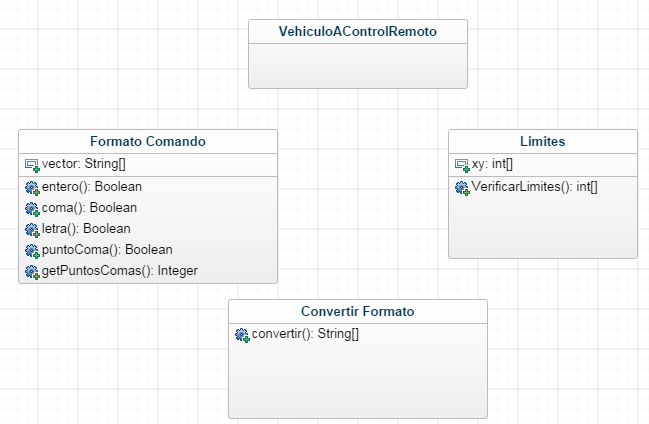 VehiculoAControlRemoto
Formato Comando
vector: String[]
entero(): Boolean
coma(): Boolean
letra(): Boolean
puntoComa(): Boolean
getPuntosComas(): Integer
Limites
xy: int[]
VerificarLimites(): int[]
Convertir Formato
convertir(): String[]